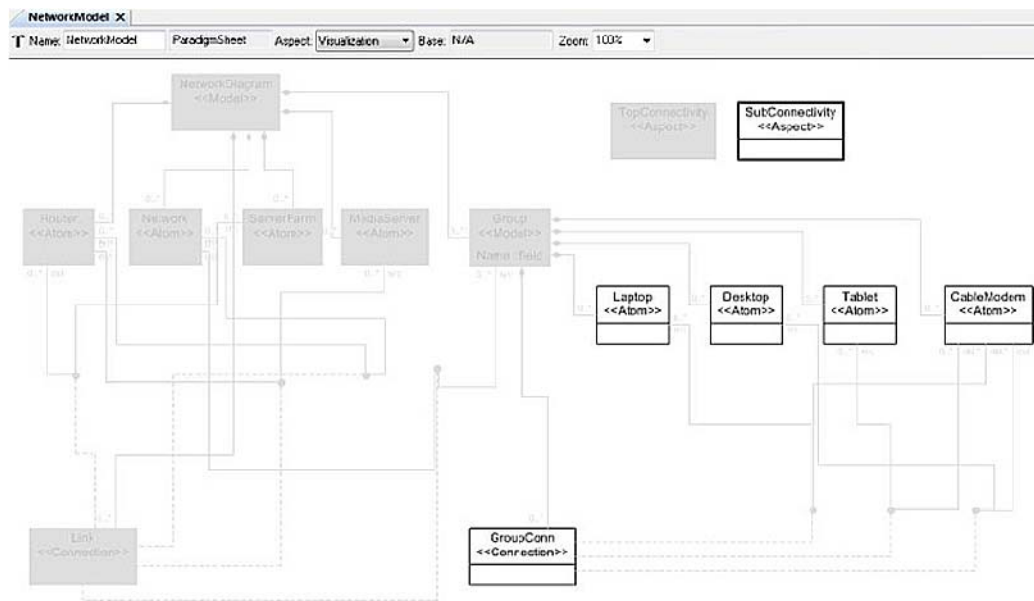 NetworkModel X
Name: NetworkModel ParadigmSheet Aspect: Visualization Base: N/A Zoom: 100%
NetworkDiagram
<<Model>>
TopConnectivity
<<Aspect>>
SubConnectivity
<<Aspect>>
Router
<<Atom>>
Network
<<Atom>>
ServerFarm
<<Atom>>
MediaServer
<<Atom>>
Group
<<Model>>
Name : field
Laptop
<<Atom>>
Desktop
<<Atom>>
Tablet
<<Atom>>
CableModem
<<Atom>>
Link
<<Connection>>
GroupConn
<<Connection>>